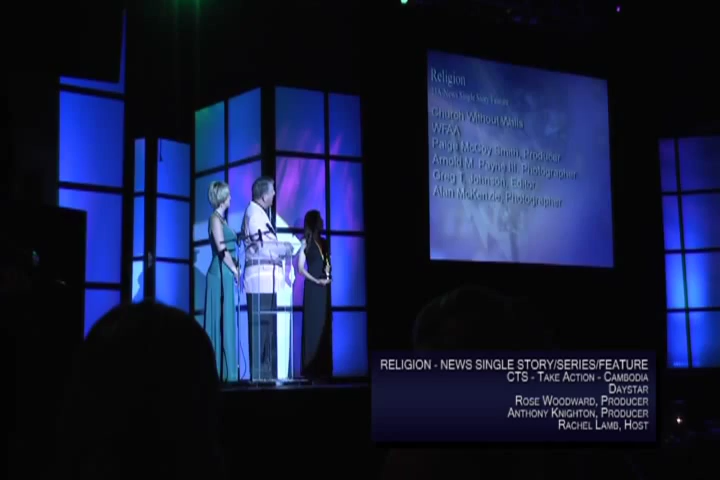 Religion
Church Without Walls
WFAA
Paige McCoy Smith, Producer
Arnold M. Payne III, Photographer
Greg T. Johnson, Editor
Alan McKenzie, Photographer
RELIGION - NEWS SINGLE STORY/SERIES/FEATURE
CTS - TAKE ACTION - CAMBODIA
DAYSTAR
ROSE WOODWARD, PRODUCER
ANTHONY KNIGHTON, PRODUCER
RACHEL LAMB, HOST